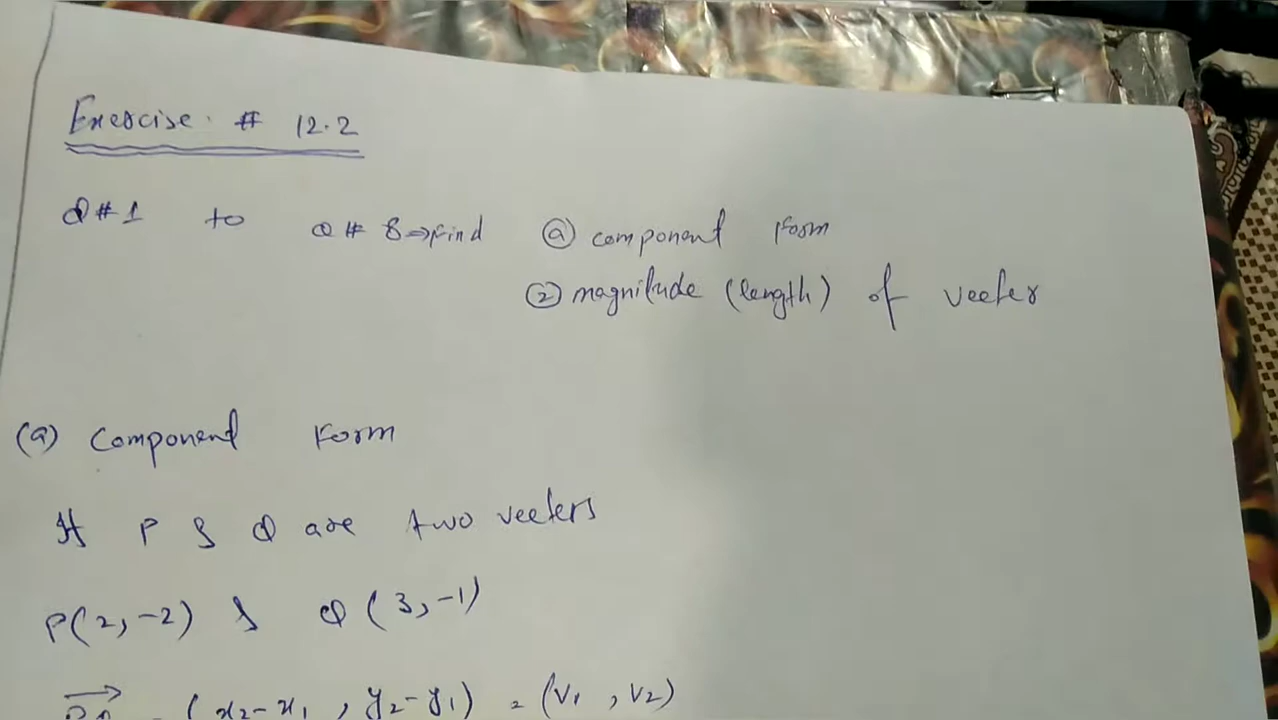 Exercise: # 12.2
Q#1 to Q# 8⇒Find ⓐ component Form
② magnitude (length) of vector
(a) Component Form
If P & Q are two vectors
P(2,-2) & Q (3,-1)
PQ = (x₂-x₁, y₂-y₁) = (v₁, v₂)